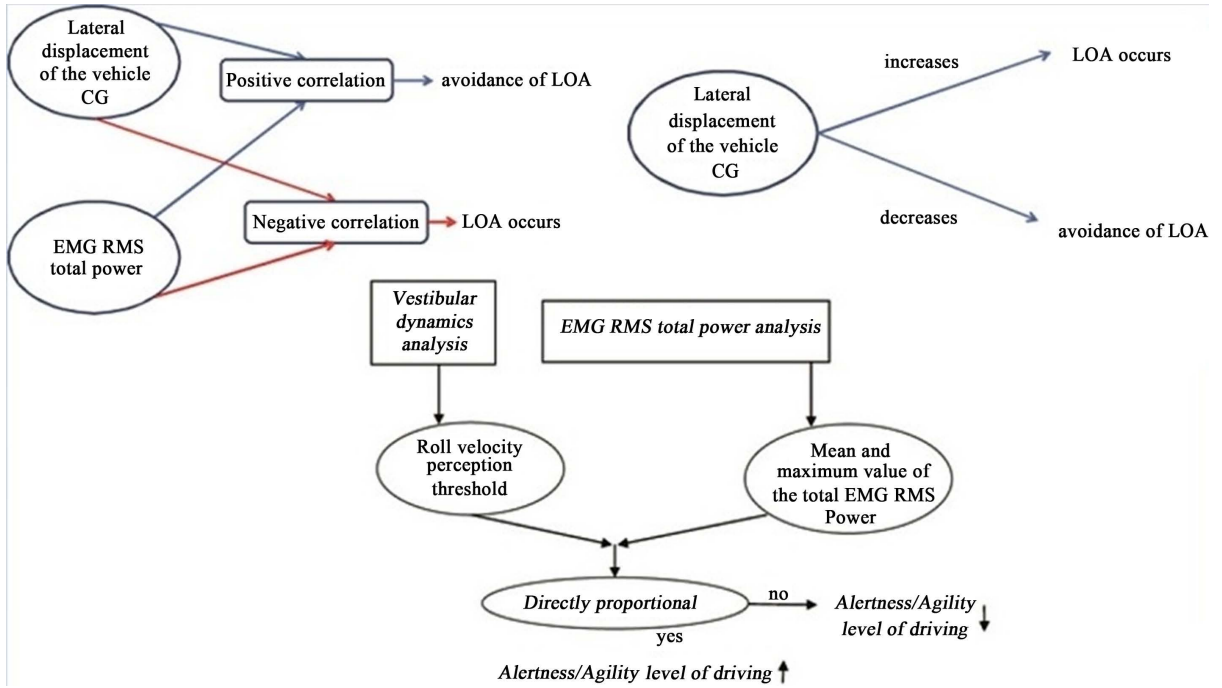 Lateral
displacement
of the vehicle
CG
Positive correlation
avoidance of LOA
EMG RMS
total power
Negative correlation
LOA occurs
Lateral
displacement
of the vehicle
CG
increases
LOA occurs
decreases
avoidance of LOA
Vestibular
dynamics
analysis
EMG RMS total power analysis
Roll velocity
perception
threshold
Mean and
maximum value of
the total EMG RMS
Power
Directly proportional
no
Alertness/Agility
level of driving
yes
Alertness/Agility level of driving